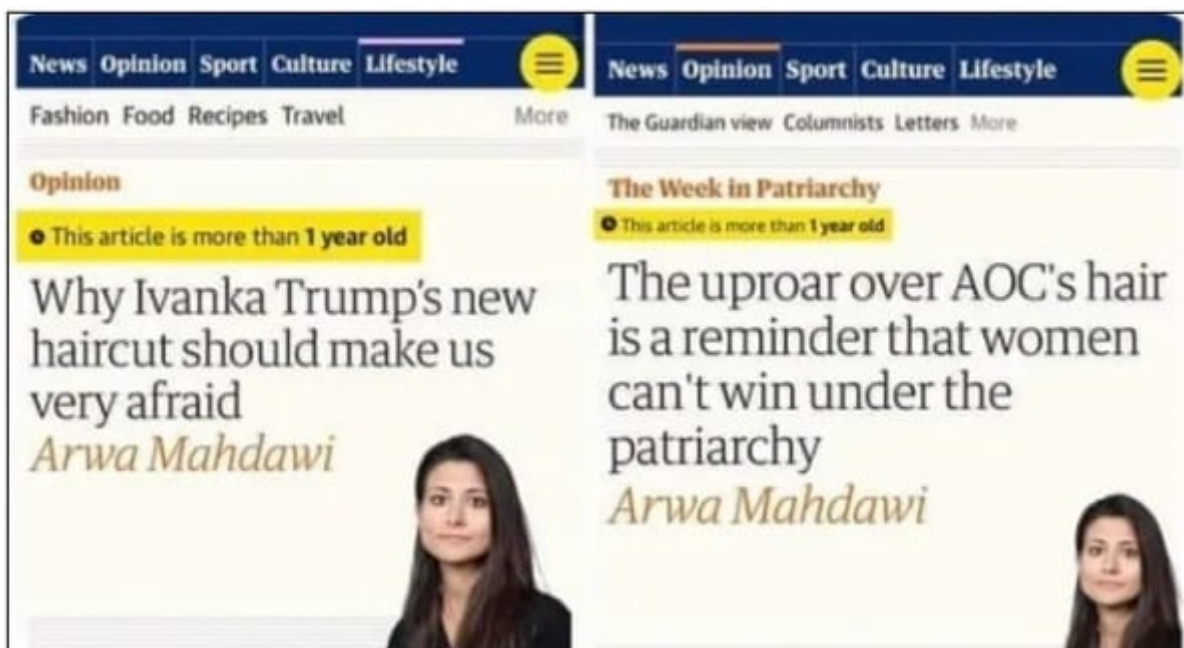 News Opinion Sport Culture Lifestyle
Fashion Food Recipes Travel More
Opinion
This article is more than 1 year old
Why Ivanka Trump's new
haircut should make us
very afraid
Arwa Mahdawi
News Opinion Sport Culture Lifestyle
The Guardian view Columnists Letters More
The Week in Patriarchy
This article is more than 1 year old
The uproar over AOC's hair
is a reminder that women
can't win under the
patriarchy
Arwa Mahdawi